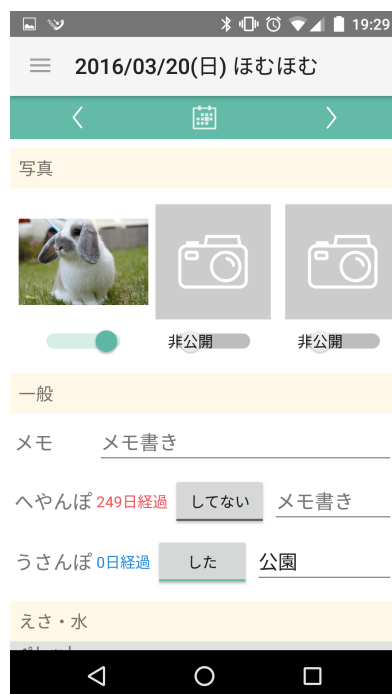 19:29
2016/03/20(日) ほむほむ
写真
非公開 非公開
一般
メモ メモ書き
へやんぽ 249日経過 してない メモ書き
うさんぽ 0日経過 した 公園
えさ・水